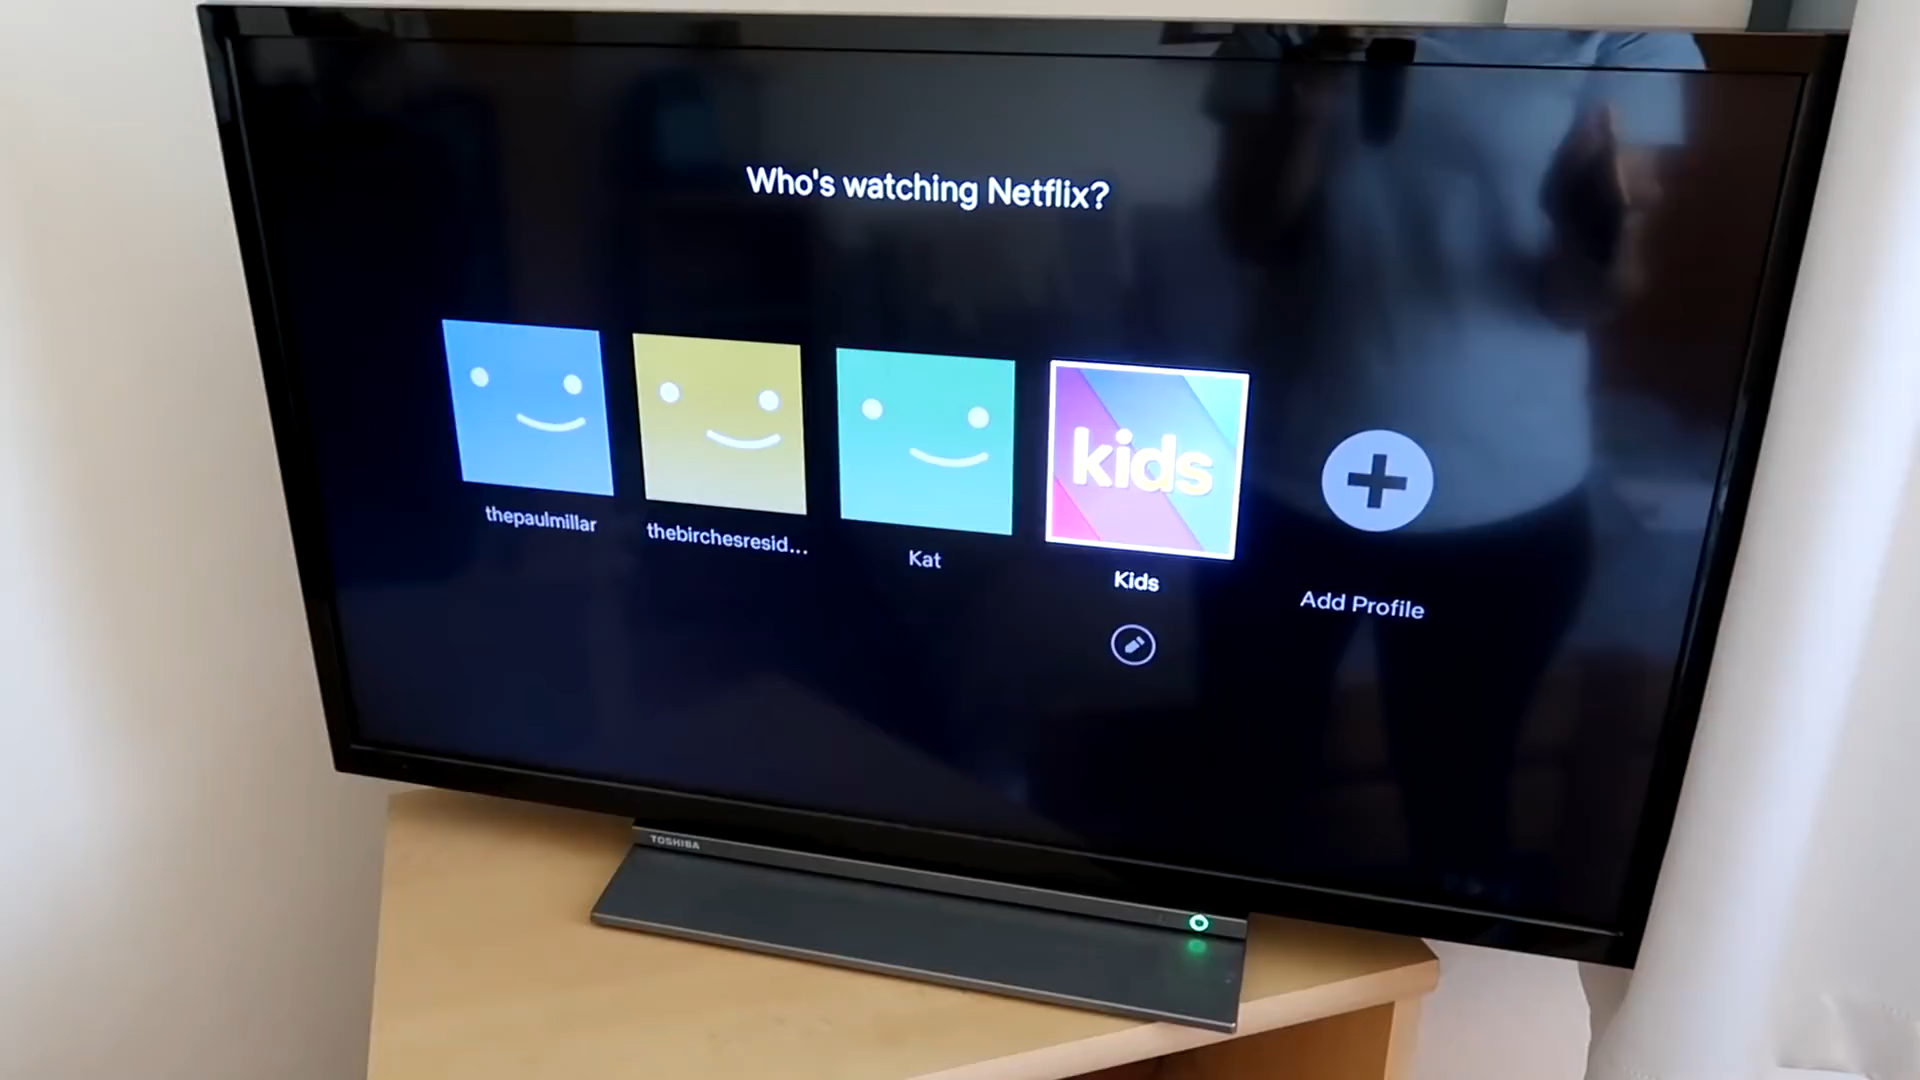 Who's watching Netflix?
kids
thepaulmillar
thebirchesresid...
Kat
Kids
Add Profile
TOSHIBA